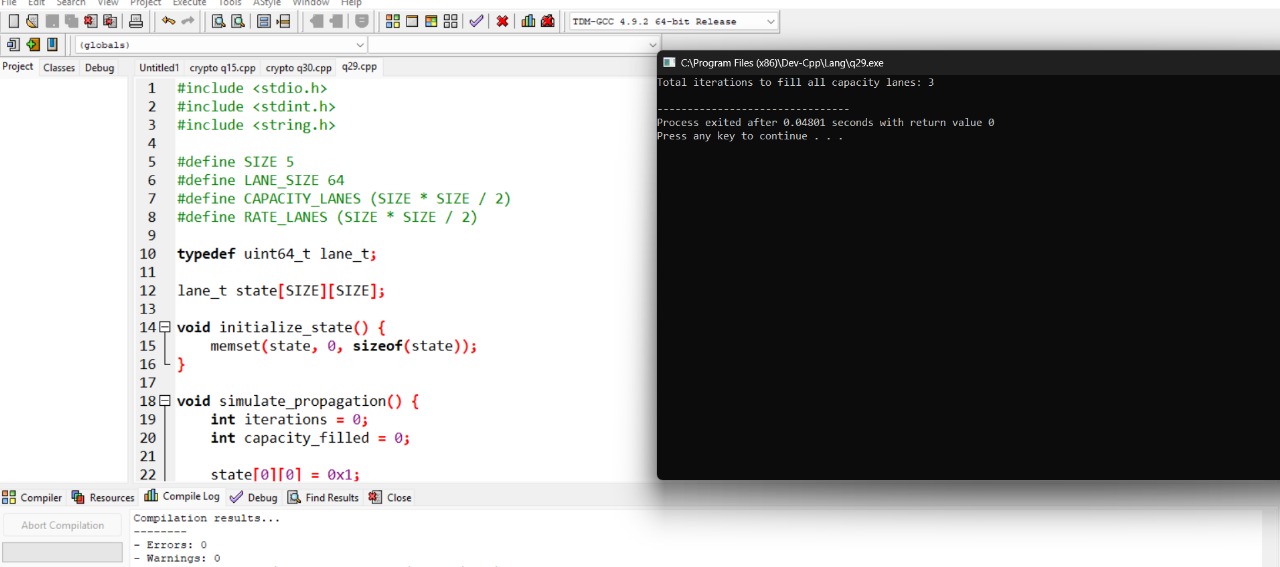 File Edit Search View Project Execute Tools AStyle Window Help
TDM-GCC 4.9.2 64-bit Release
(globals)
Project Classes Debug
Untitled1 crypto q15.cpp crypto q30.cpp q29.cpp
1 #include <stdio.h>
2 #include <stdint.h>
3 #include <string.h>
4
5 #define SIZE 5
6 #define LANE_SIZE 64
7 #define CAPACITY_LANES (SIZE * SIZE / 2)
8 #define RATE_LANES (SIZE * SIZE / 2)
9
10 typedef uint64_t lane_t;
11
12 lane_t state[SIZE][SIZE];
13
14 void initialize_state() {
15 memset(state, 0, sizeof(state));
16 }
17
18 void simulate_propagation() {
19 int iterations = 0;
20 int capacity_filled = 0;
21
22 state[0][0] = 0x1;
C:\Program Files (x86)\Dev-Cpp\Lang\q29.exe
Total iterations to fill all capacity lanes: 3
--------------------------------
Process exited after 0.04801 seconds with return value 0
Press any key to continue . . .
Compiler Resources Compile Log Debug Find Results Close
Abort Compilation
Compilation results...
--------
- Errors: 0
- Warnings: 0